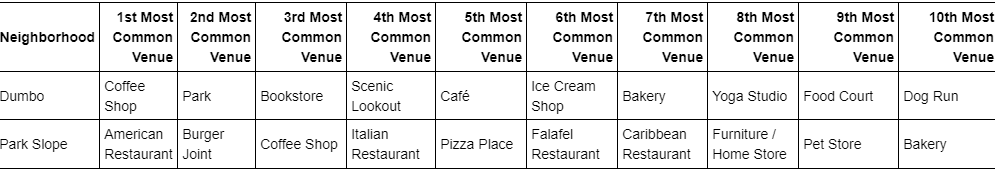 Neighborhood 1st Most Common Venue 2nd Most Common Venue 3rd Most Common Venue 4th Most Common Venue 5th Most Common Venue 6th Most Common Venue 7th Most Common Venue 8th Most Common Venue 9th Most Common Venue 10th Most Common Venue
Dumbo Coffee Shop Park Bookstore Scenic Lookout Café Ice Cream Shop Bakery Yoga Studio Food Court Dog Run
Park Slope American Restaurant Burger Joint Coffee Shop Italian Restaurant Pizza Place Falafel Restaurant Caribbean Restaurant Furniture / Home Store Pet Store Bakery